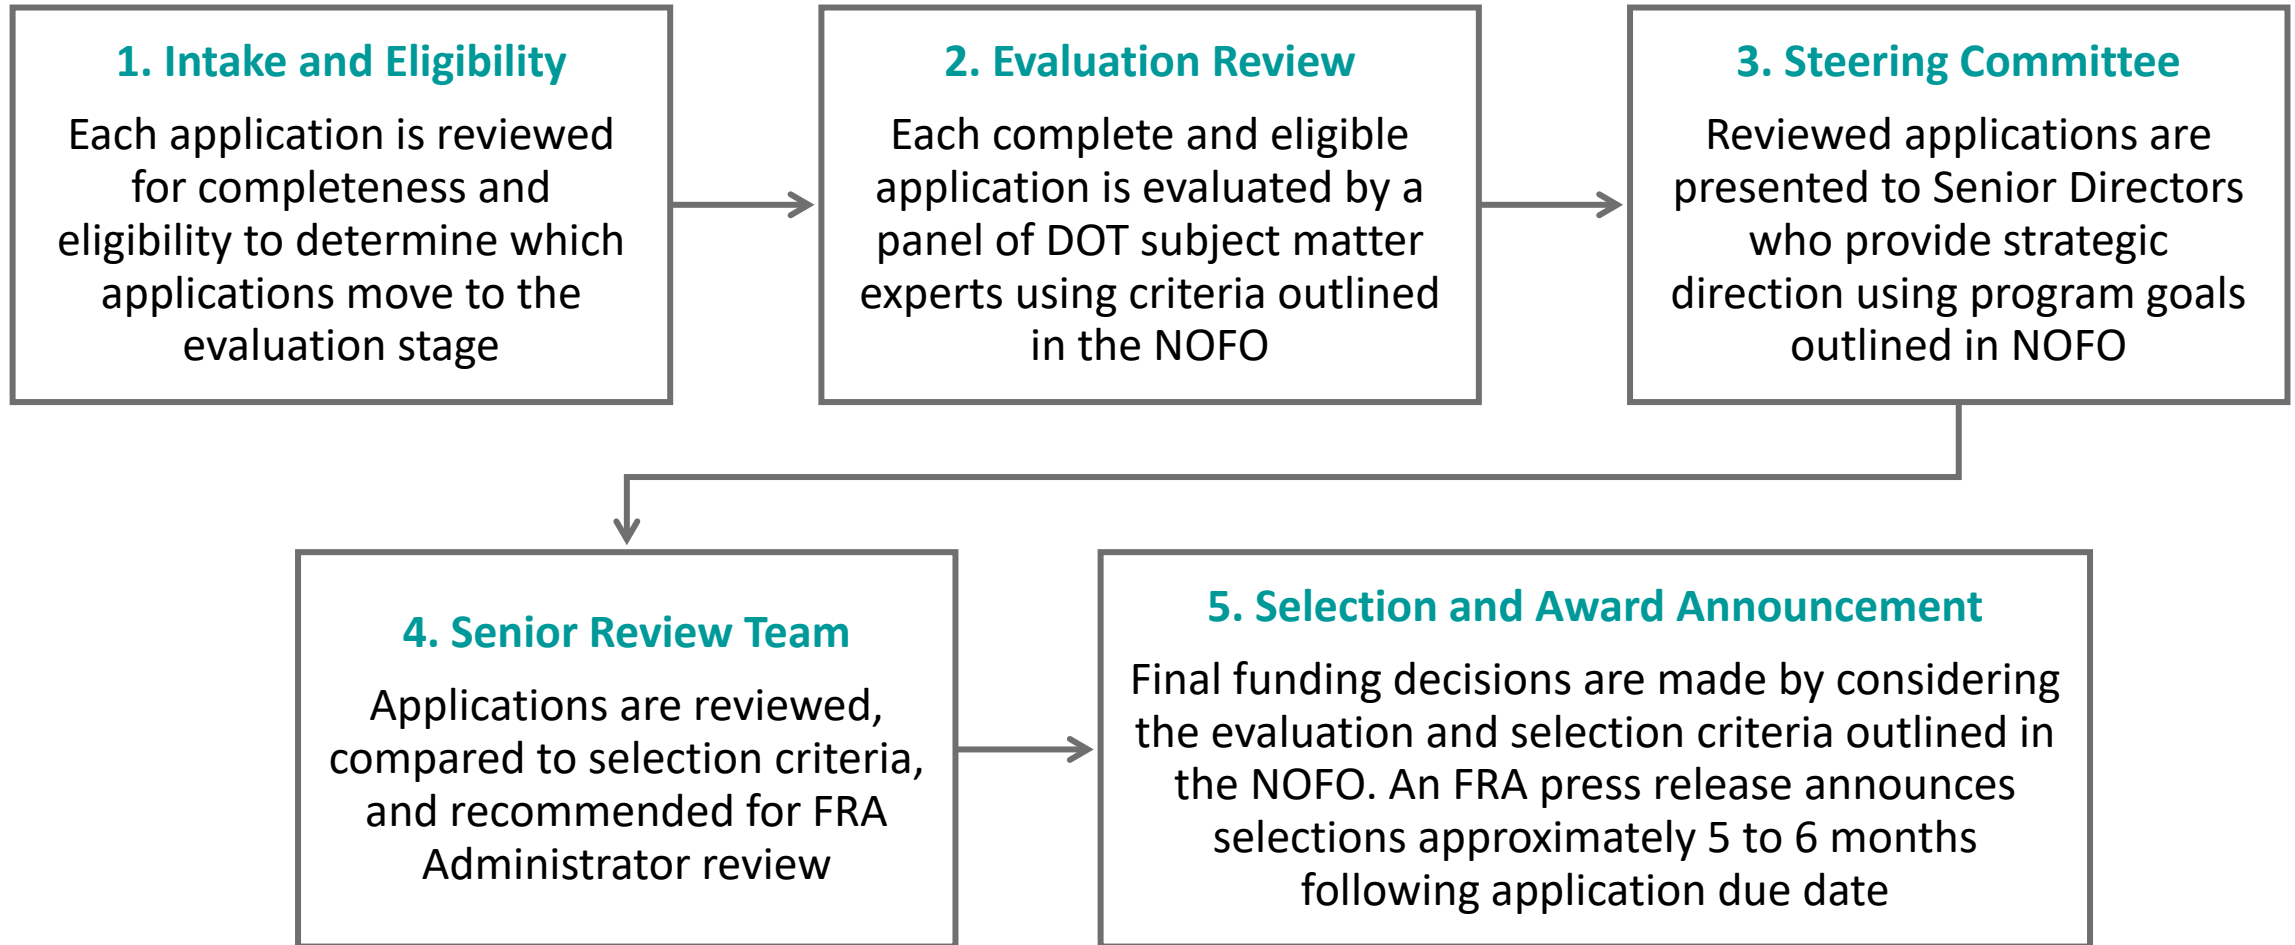 1. Intake and Eligibility
Each application is reviewed
for completeness and
eligibility to determine which
applications move to the
evaluation stage
2. Evaluation Review
Each complete and eligible
application is evaluated by a
panel of DOT subject matter
experts using criteria outlined
in the NOFO
3. Steering Committee
Reviewed applications are
presented to Senior Directors
who provide strategic
direction using program goals
outlined in NOFO
4. Senior Review Team
Applications are reviewed,
compared to selection criteria,
and recommended for FRA
Administrator review
5. Selection and Award Announcement
Final funding decisions are made by considering
the evaluation and selection criteria outlined in
the NOFO. An FRA press release announces
selections approximately 5 to 6 months
following application due date